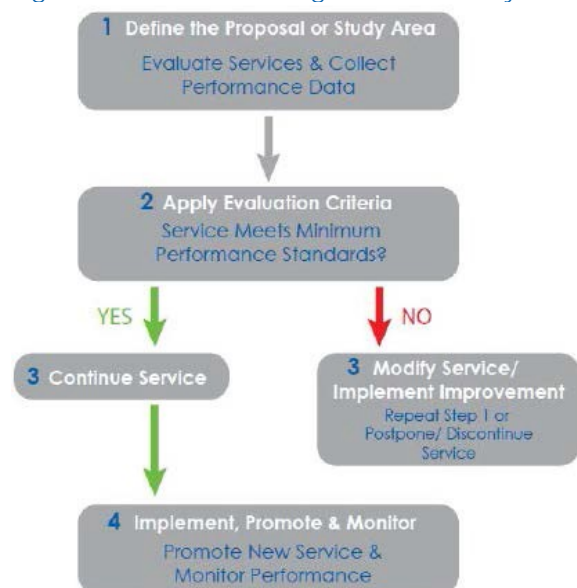 1 Define the Proposal or Study Area
Evaluate Services & Collect
Performance Data
2 Apply Evaluation Criteria
Service Meets Minimum
Performance Standards?
YES
NO
3 Continue Service
3 Modify Service/
Implement Improvement
Repeat Step 1 or
Postpone/ Discontinue
Service
4 Implement, Promote & Monitor
Promote New Service &
Monitor Performance